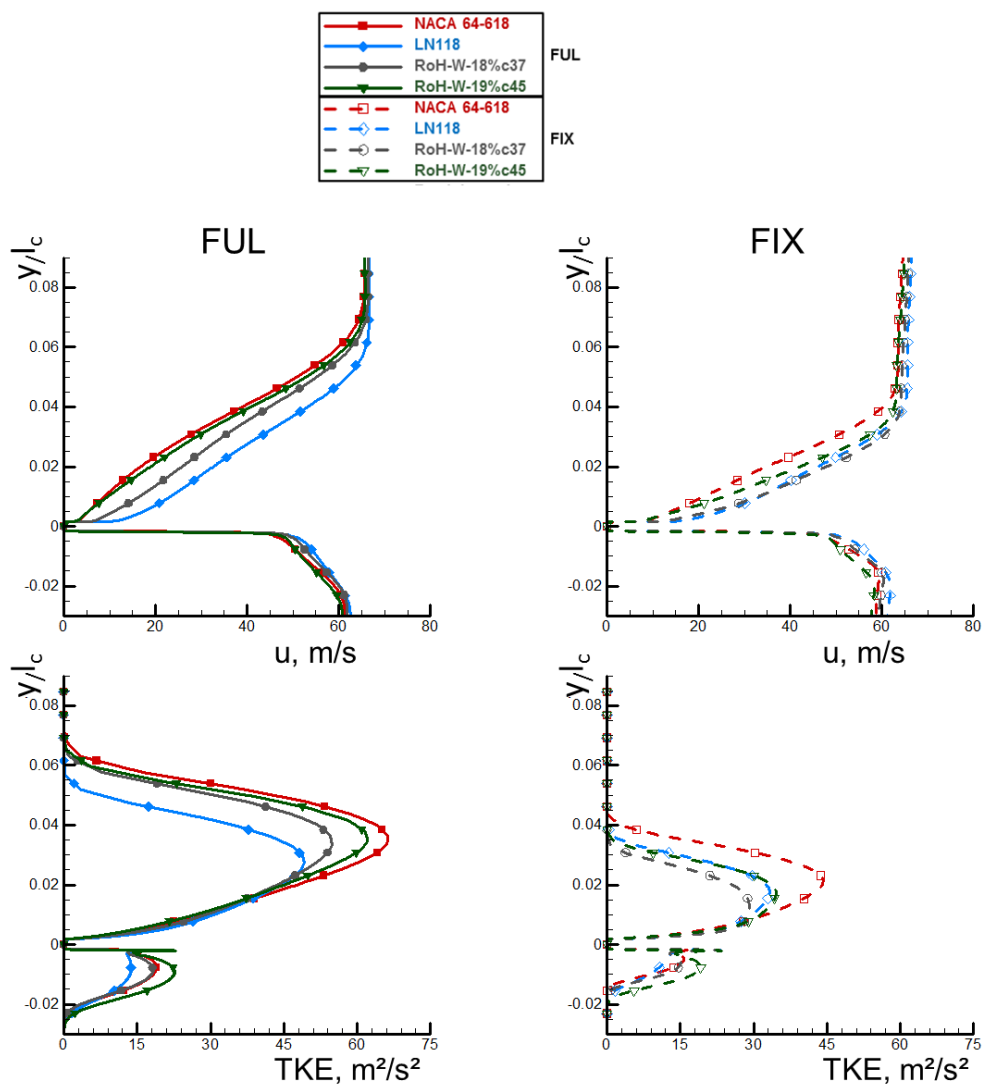 NACA 64-618
LN118
RoH-W-18%c37
RoH-W-19%c45
FUL
NACA 64-618
LN118
RoH-W-18%c37
RoH-W-19%c45
FIX
FUL
y/lc
0.08
0.06
0.04
0.02
0
-0.02
0 20 40 60 80
u, m/s
FIX
y/lc
0.08
0.06
0.04
0.02
0
-0.02
0 20 40 60 80
u, m/s
y/lc
0.08
0.06
0.04
0.02
0
-0.02
0 15 30 45 60 75
TKE, m²/s²
y/lc
0.08
0.06
0.04
0.02
0
-0.02
0 15 30 45 60 75
TKE, m²/s²